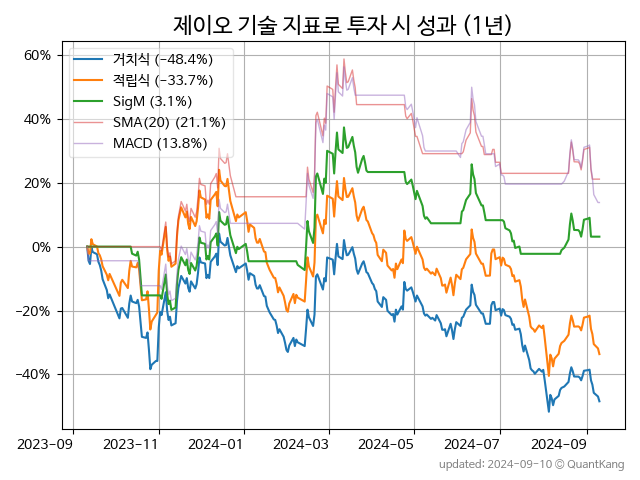 제이오 기술 지표로 투자 시 성과 (1년)
60%
40%
20%
0%
−20%
−40%
거치식 (−48.4%)
적립식 (−33.7%)
SigM (3.1%)
SMA(20) (21.1%)
MACD (13.8%)
2023-09 2023-11 2024-01 2024-03 2024-05 2024-07 2024-09
updated: 2024-09-10 © QuantKang